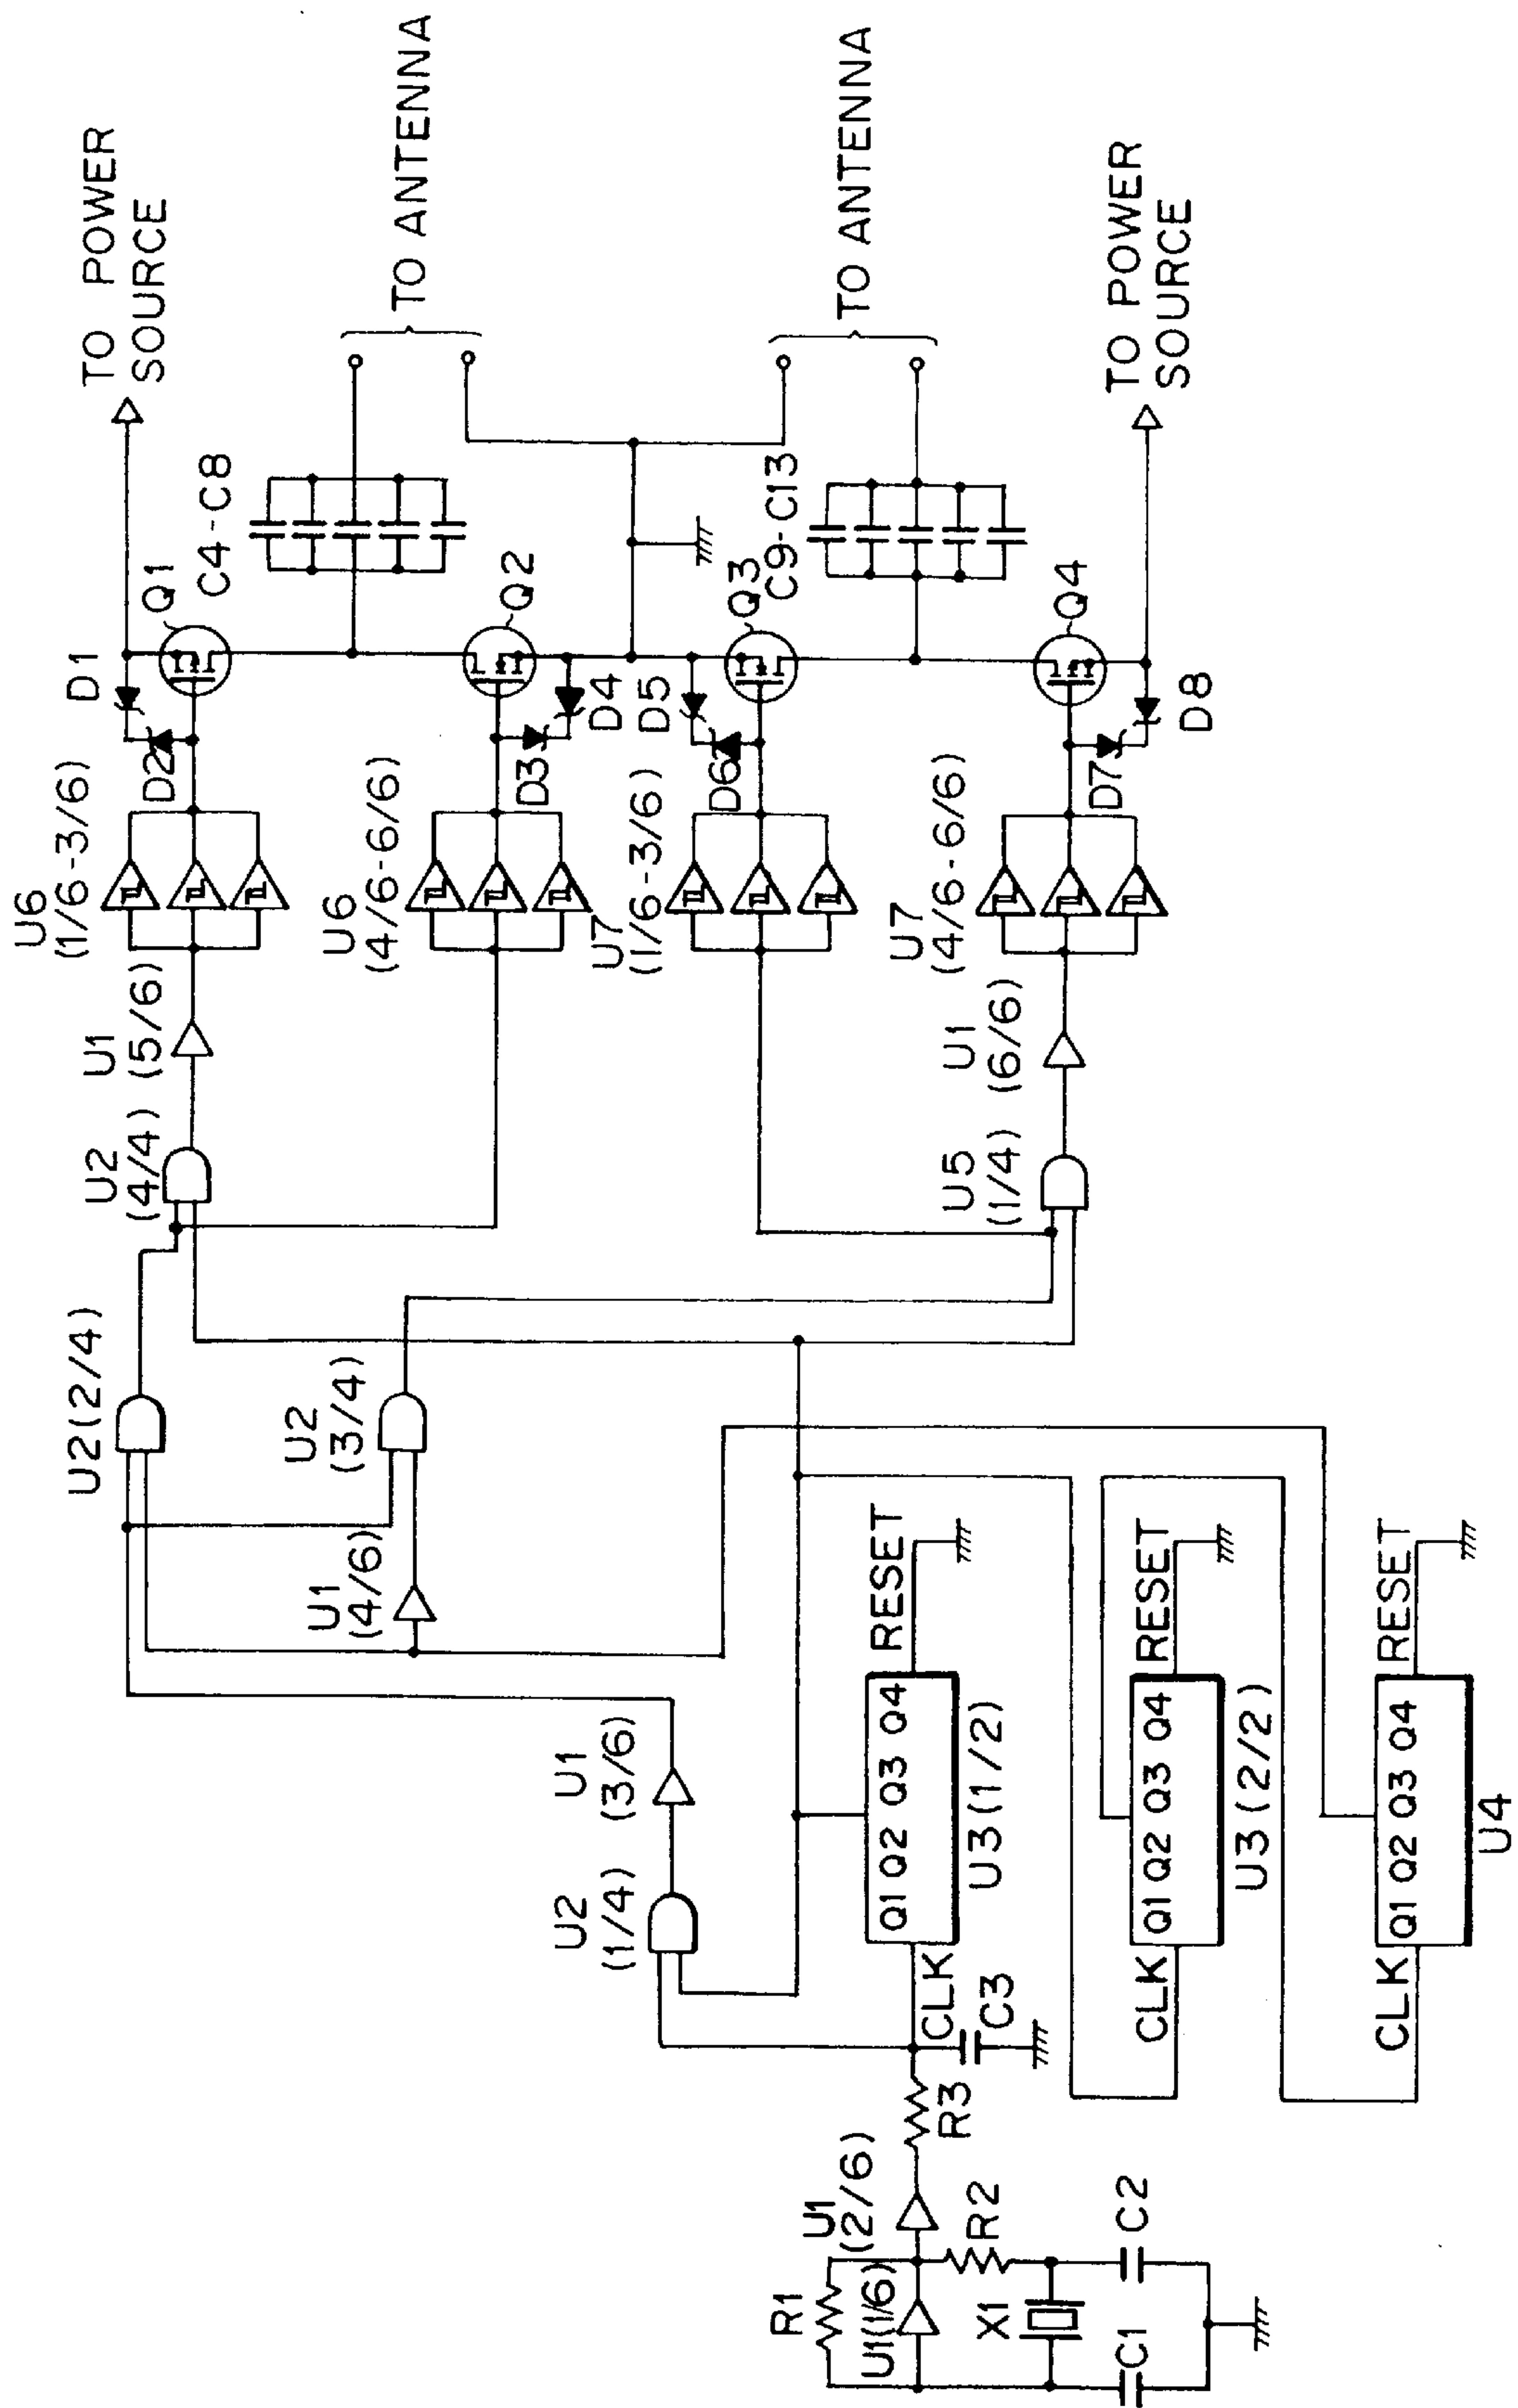 TO POWER
SOURCE
TO ANTENNA
TO ANTENNA
TO POWER
SOURCE
D1
Q1
C4-C8
D2
U6
(1/6-3/6)
U1
(5/6)
U2
(4/4)
Q2
D3
D4
U6
(4/6-6/6)
D5
Q3
C9-C13
D6
U7
(1/6-3/6)
Q4
D7
D8
U7
(4/6-6/6)
U1
(6/6)
U5
(1/4)
U2(2/4)
U2
(3/4)
U1
(4/6)
U1
(3/6)
U2
(1/4)
Q1 Q2 Q3 Q4
RESET
CLK
U3(1/2)
Q1 Q2 Q3 Q4
RESET
CLK
U3(2/2)
Q1 Q2 Q3 Q4
RESET
CLK
U4
C3
R3
U1
(2/6)
R1
U1(1/6)
R2
X1
C1
C2